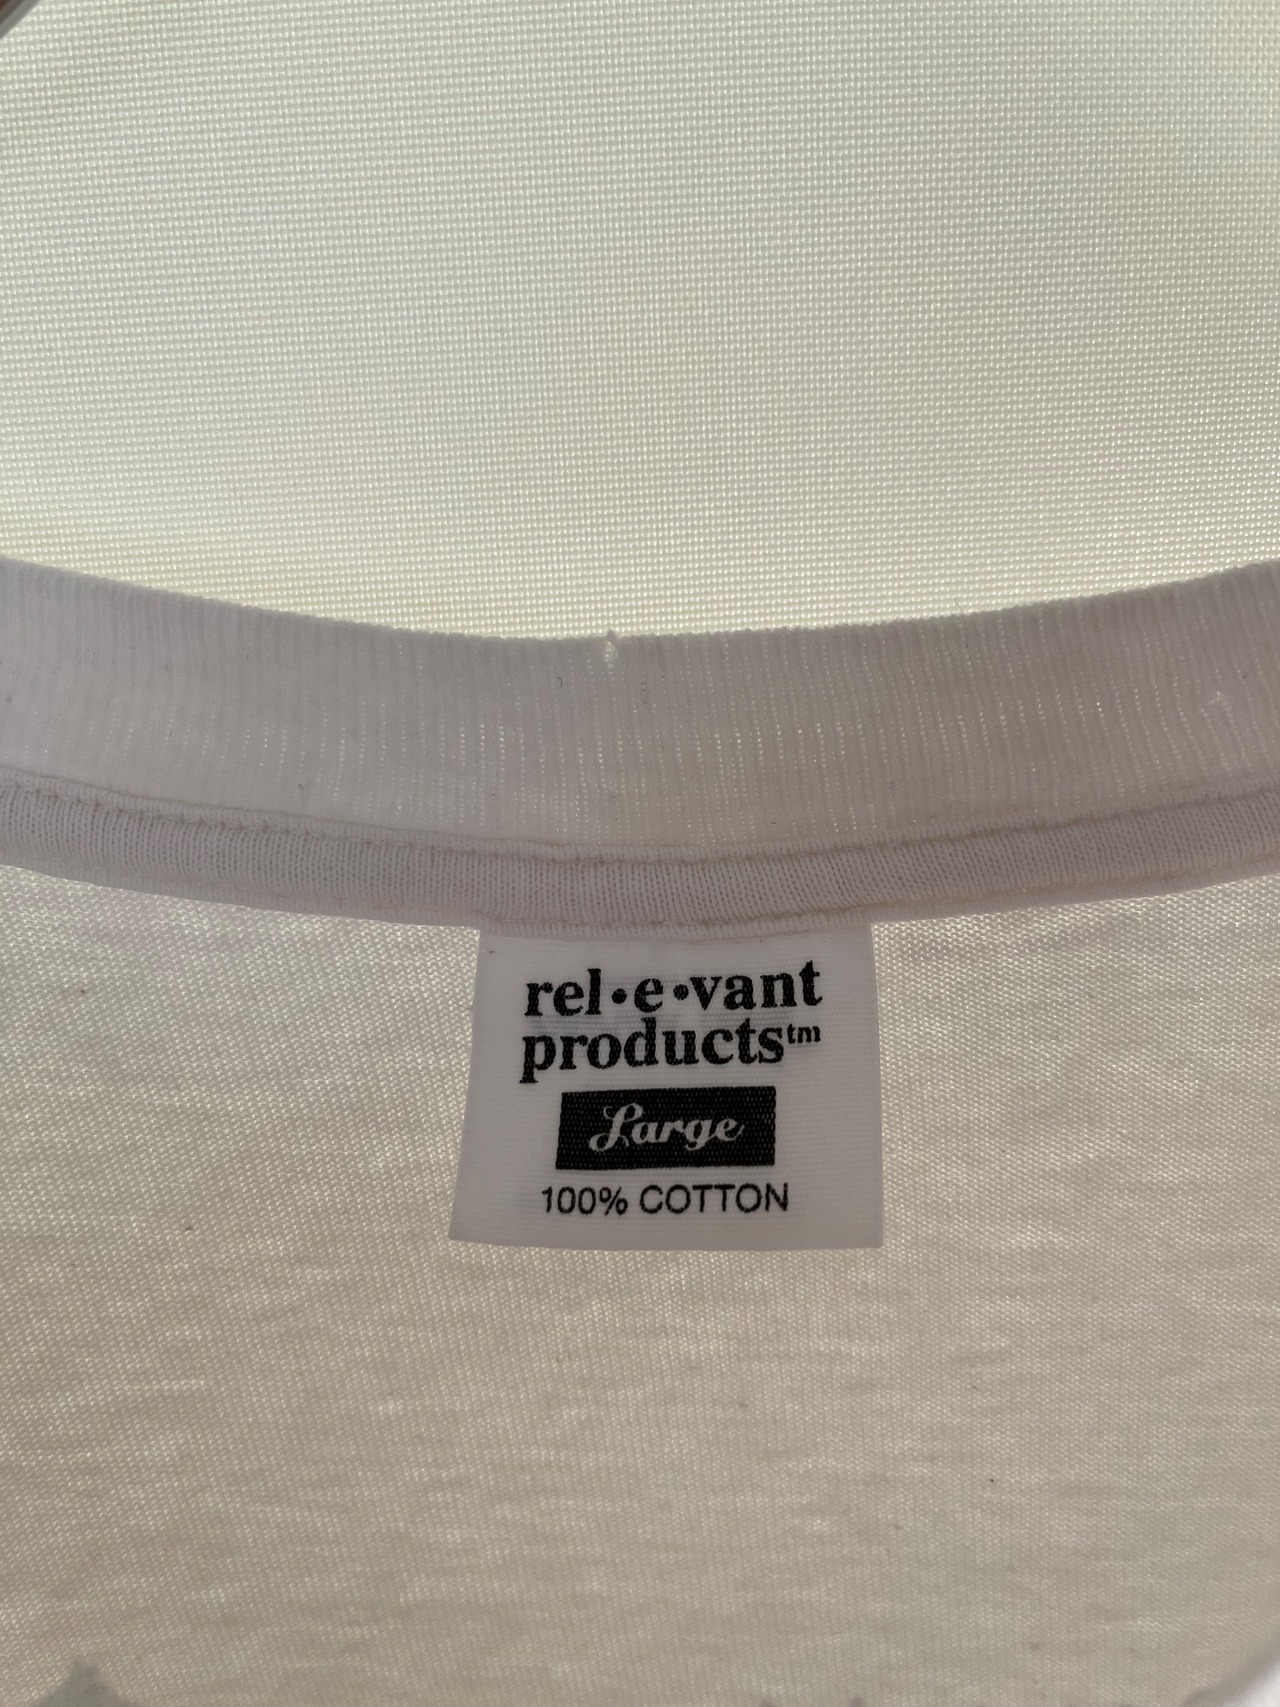 rel•e•vant
products™
Large
100% COTTON